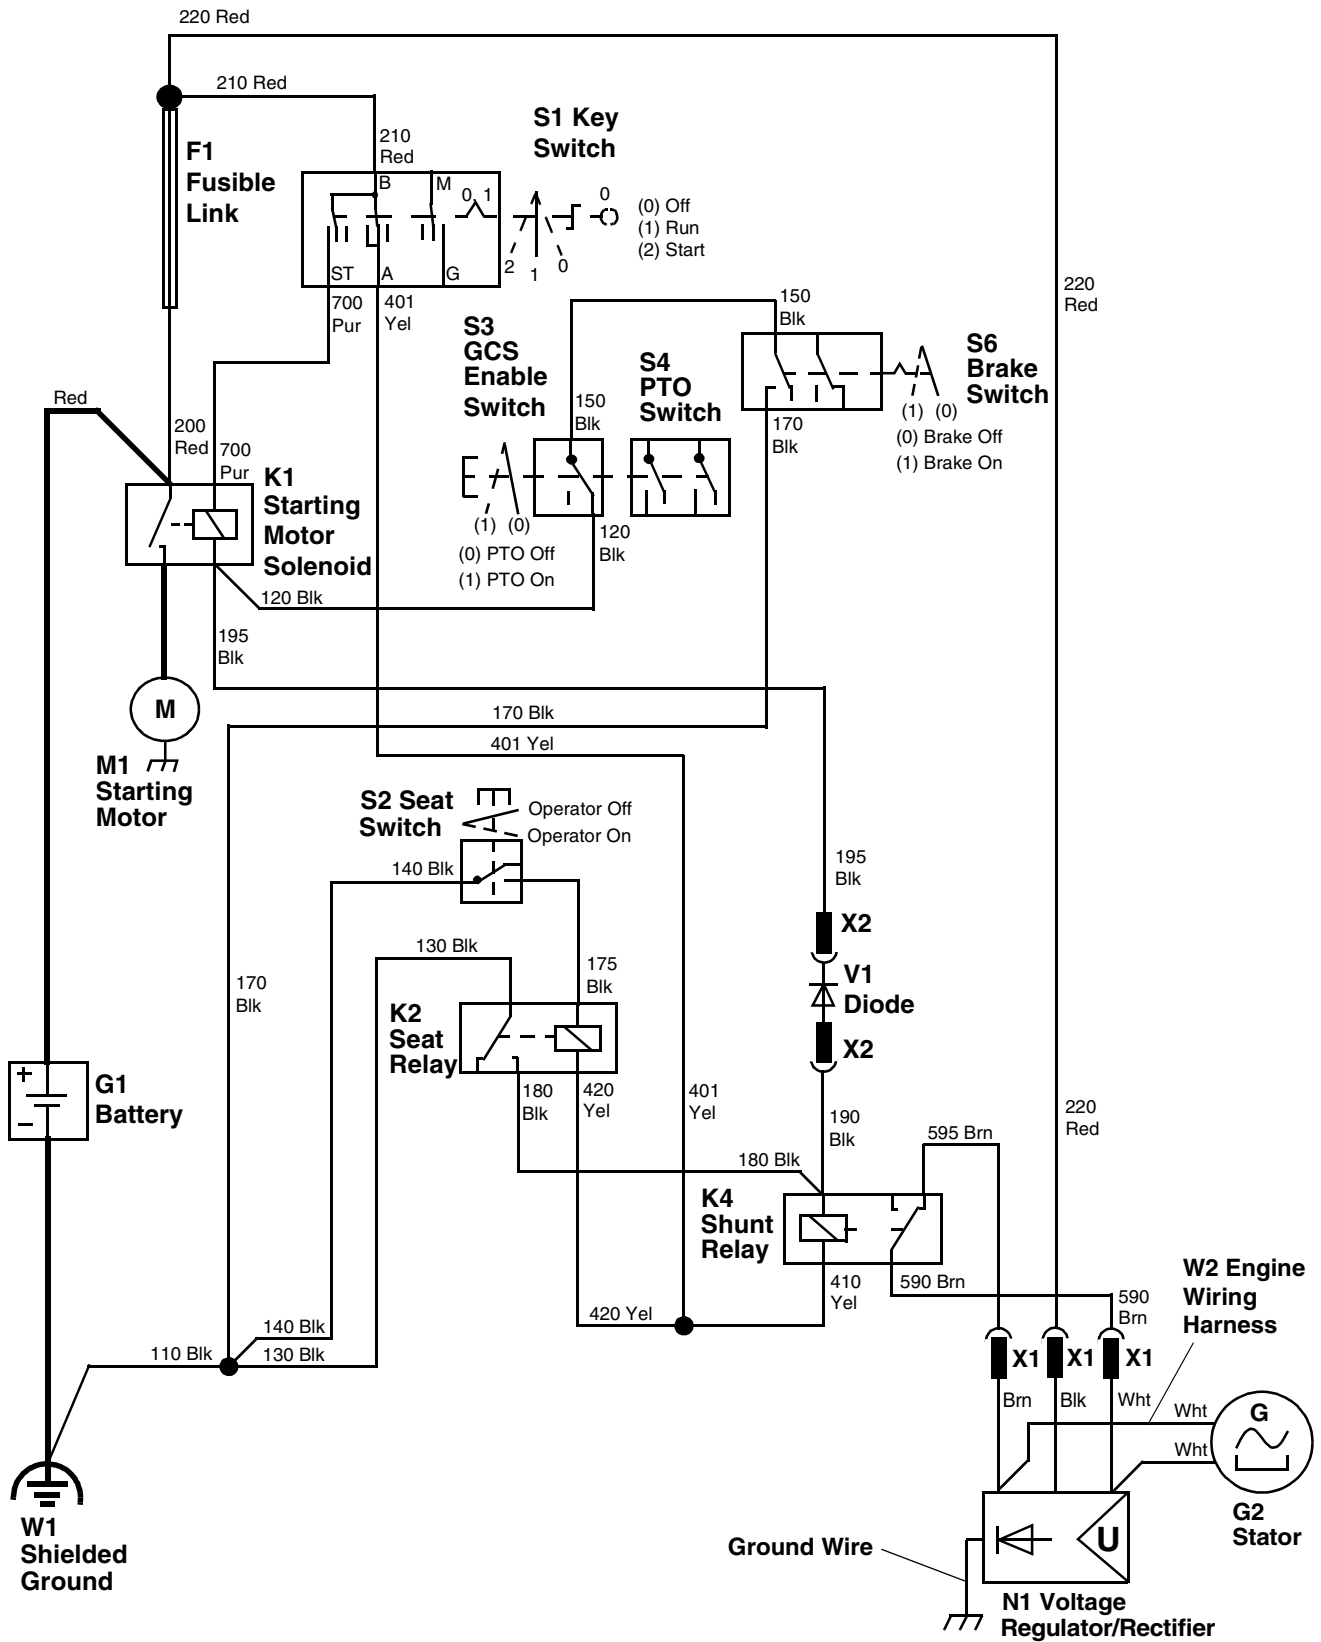 220 Red
210 Red
S1 Key
Switch
210
Red
F1
Fusible
Link
B
M
0 1
0
(0) Off
(1) Run
(2) Start
2
1
0
ST
A
G
700
Pur
401
Yel
220
Red
150
Blk
S3
GCS
Enable
Switch
S4
PTO
Switch
S6
Brake
Switch
(1) (0)
(0) Brake Off
(1) Brake On
Red
200
Red
700
Pur
150
Blk
170
Blk
K1
Starting
Motor
Solenoid
(1) (0)
(0) PTO Off
(1) PTO On
120
Blk
120 Blk
195
Blk
M
170 Blk
401 Yel
M1
Starting
Motor
S2 Seat
Switch
Operator Off
Operator On
140 Blk
195
Blk
X2
130 Blk
175
Blk
V1
Diode
170
Blk
K2
Seat
Relay
X2
+
−
G1
Battery
180
Blk
420
Yel
401
Yel
190
Blk
220
Red
595 Brn
180 Blk
K4
Shunt
Relay
410
Yel
590 Brn
590
Brn
W2 Engine
Wiring
Harness
420 Yel
140 Blk
110 Blk
130 Blk
X1
X1
X1
Brn
Blk
Wht
Wht
G
Wht
W1
Shielded
Ground
G2
Stator
Ground Wire
U
N1 Voltage
Regulator/Rectifier